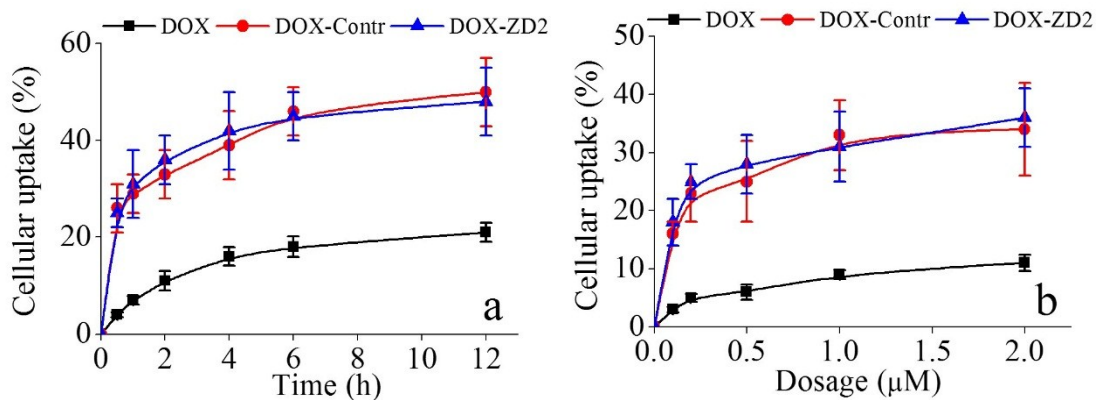 DOX DOX-Contr DOX-ZD2
60
40
20
0
Cellular uptake (%)
0 2 4 6 8 10 12
Time (h)
a
DOX DOX-Contr DOX-ZD2
50
40
30
20
10
0
Cellular uptake (%)
0.0 0.5 1.0 1.5 2.0
Dosage (μM)
b